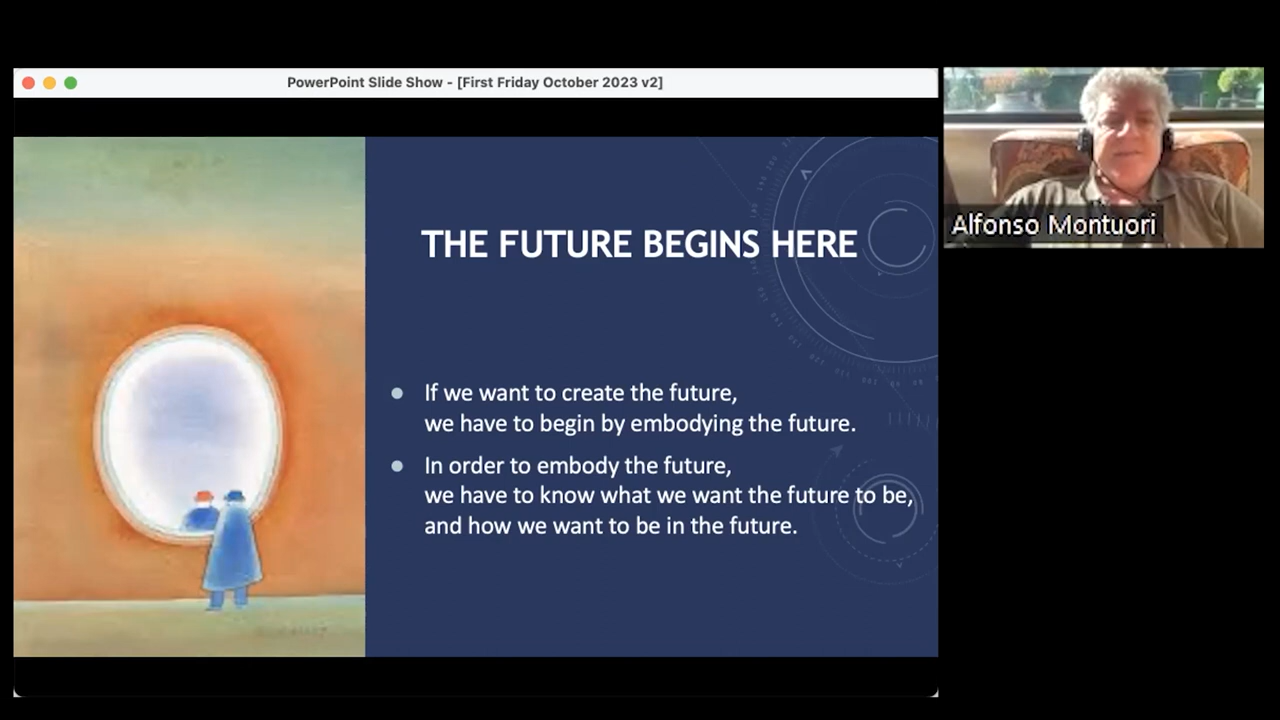 PowerPoint Slide Show - [First Friday October 2023 v2]
THE FUTURE BEGINS HERE
If we want to create the future,
we have to begin by embodying the future.
In order to embody the future,
we have to know what we want the future to be,
and how we want to be in the future.
Alfonso Montuori